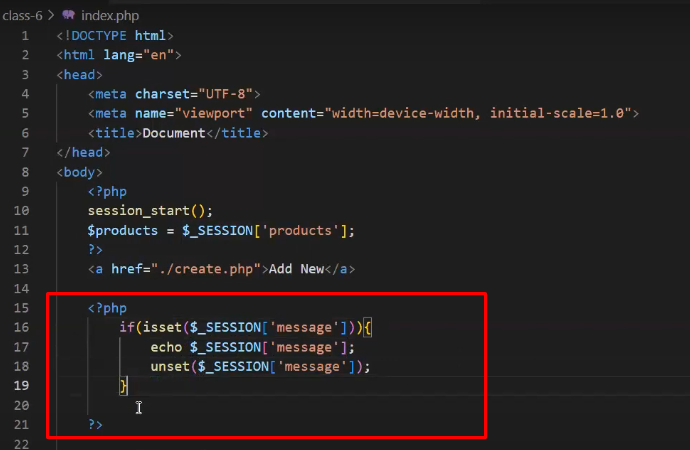 class-6 > index.php
1 <!DOCTYPE html>
2 <html lang="en">
3 <head>
4     <meta charset="UTF-8">
5     <meta name="viewport" content="width=device-width, initial-scale=1.0">
6     <title>Document</title>
7 </head>
8 <body>
9     <?php
10     session_start();
11     $products = $_SESSION['products'];
12     ?>
13     <a href="./create.php">Add New</a>
14
15     <?php
16         if(isset($_SESSION['message'])){
17             echo $_SESSION['message'];
18             unset($_SESSION['message']);
19         }
20
21     ?>
22